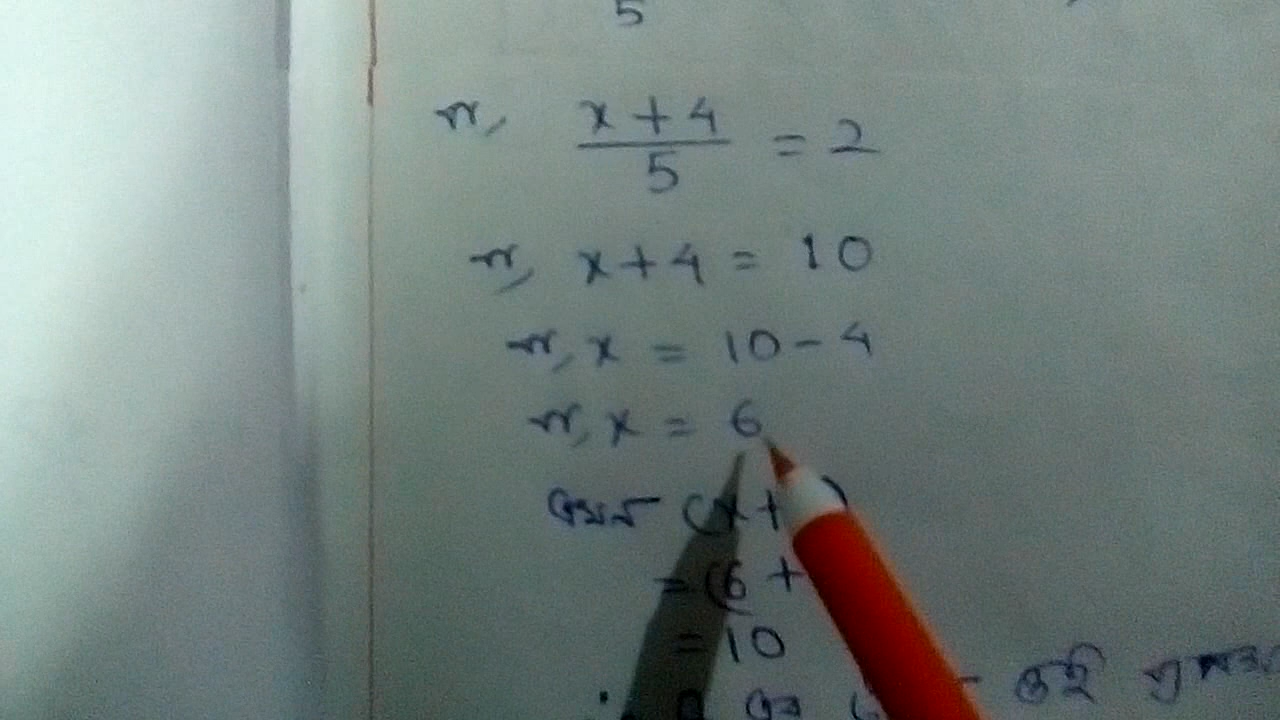 5
বা, x + 4 / 5 = 2
বা, x + 4 = 10
বা, x = 10 - 4
বা, x = 6
এখন (x +
= (6 +
= 10